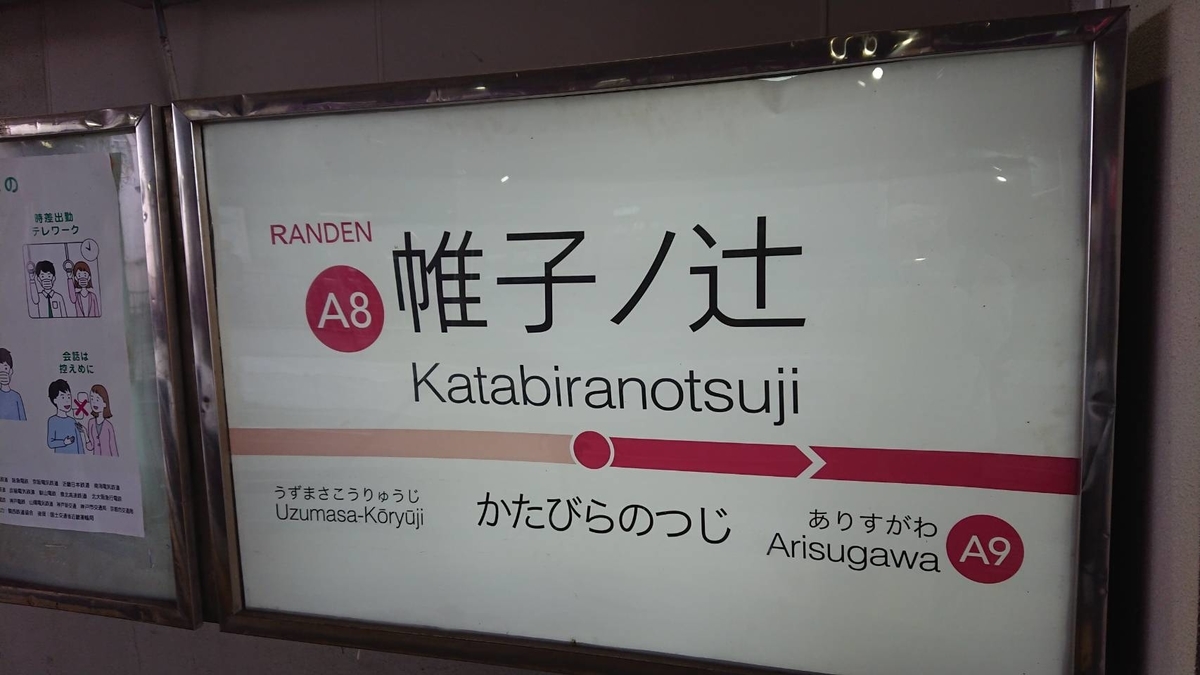 の
時差出勤
テレワーク
会話は
控えめに
RANDEN
A8
帷子ノ辻
Katabiranotsuji
うずまさこうりゅうじ
Uzumasa-Kōryūji
かたびらのつじ
ありすがわ
Arisugawa
A9